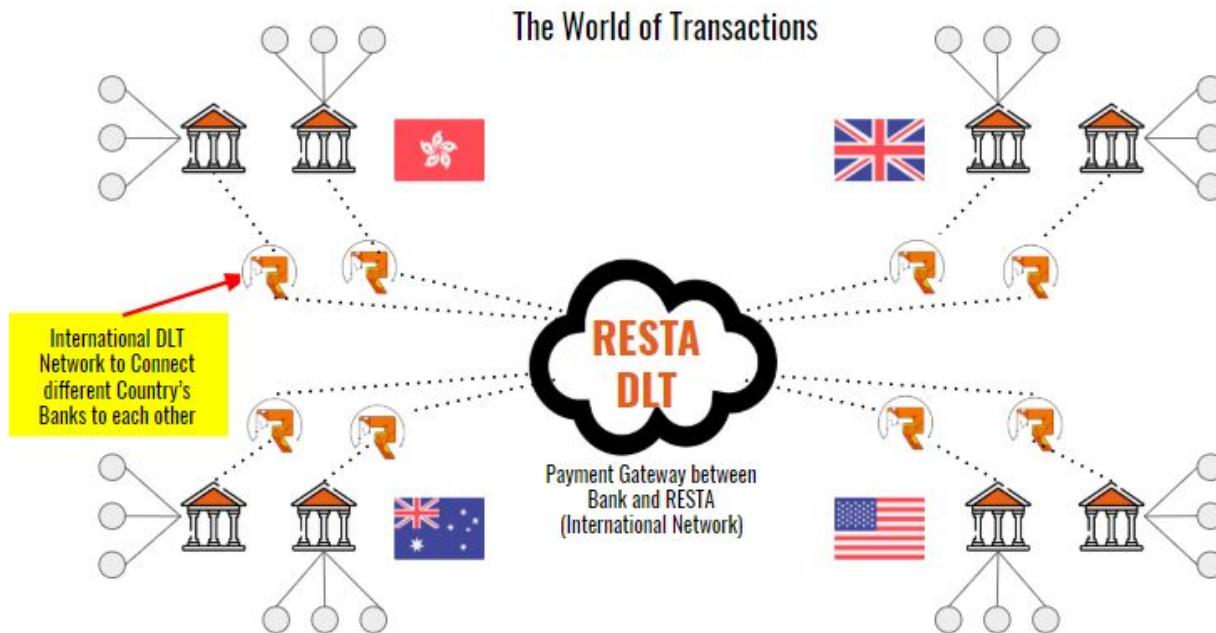 The World of Transactions
International DLT
Network to Connect
different Country's
Banks to each other
RESTA
DLT
Payment Gateway between
Bank and RESTA
(International Network)